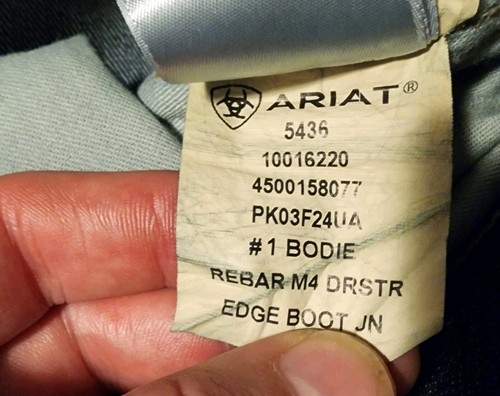 ARIAT®
5436
10016220
4500158077
PK03F24UA
#1 BODIE
REBAR M4 DRSTR
EDGE BOOT JN